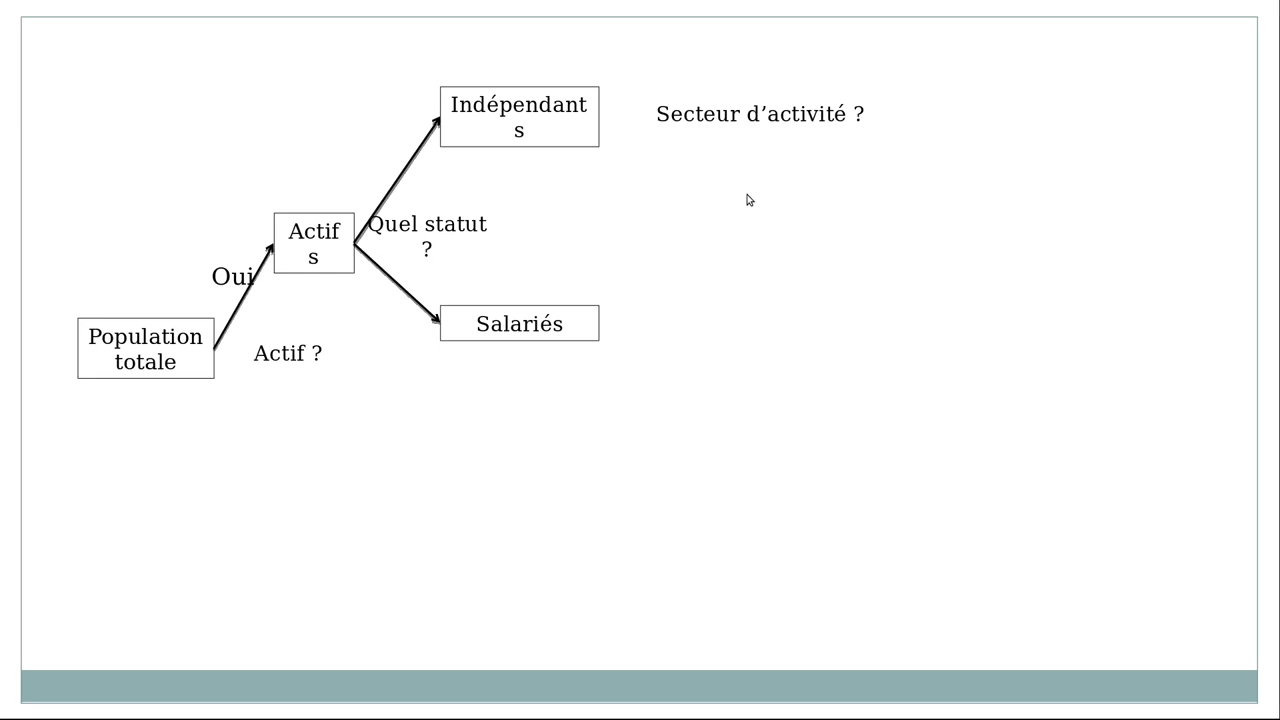 Indépendant
s
Secteur d’activité ?
Quel statut
?
Actif
s
Oui
Salariés
Population
totale
Actif ?